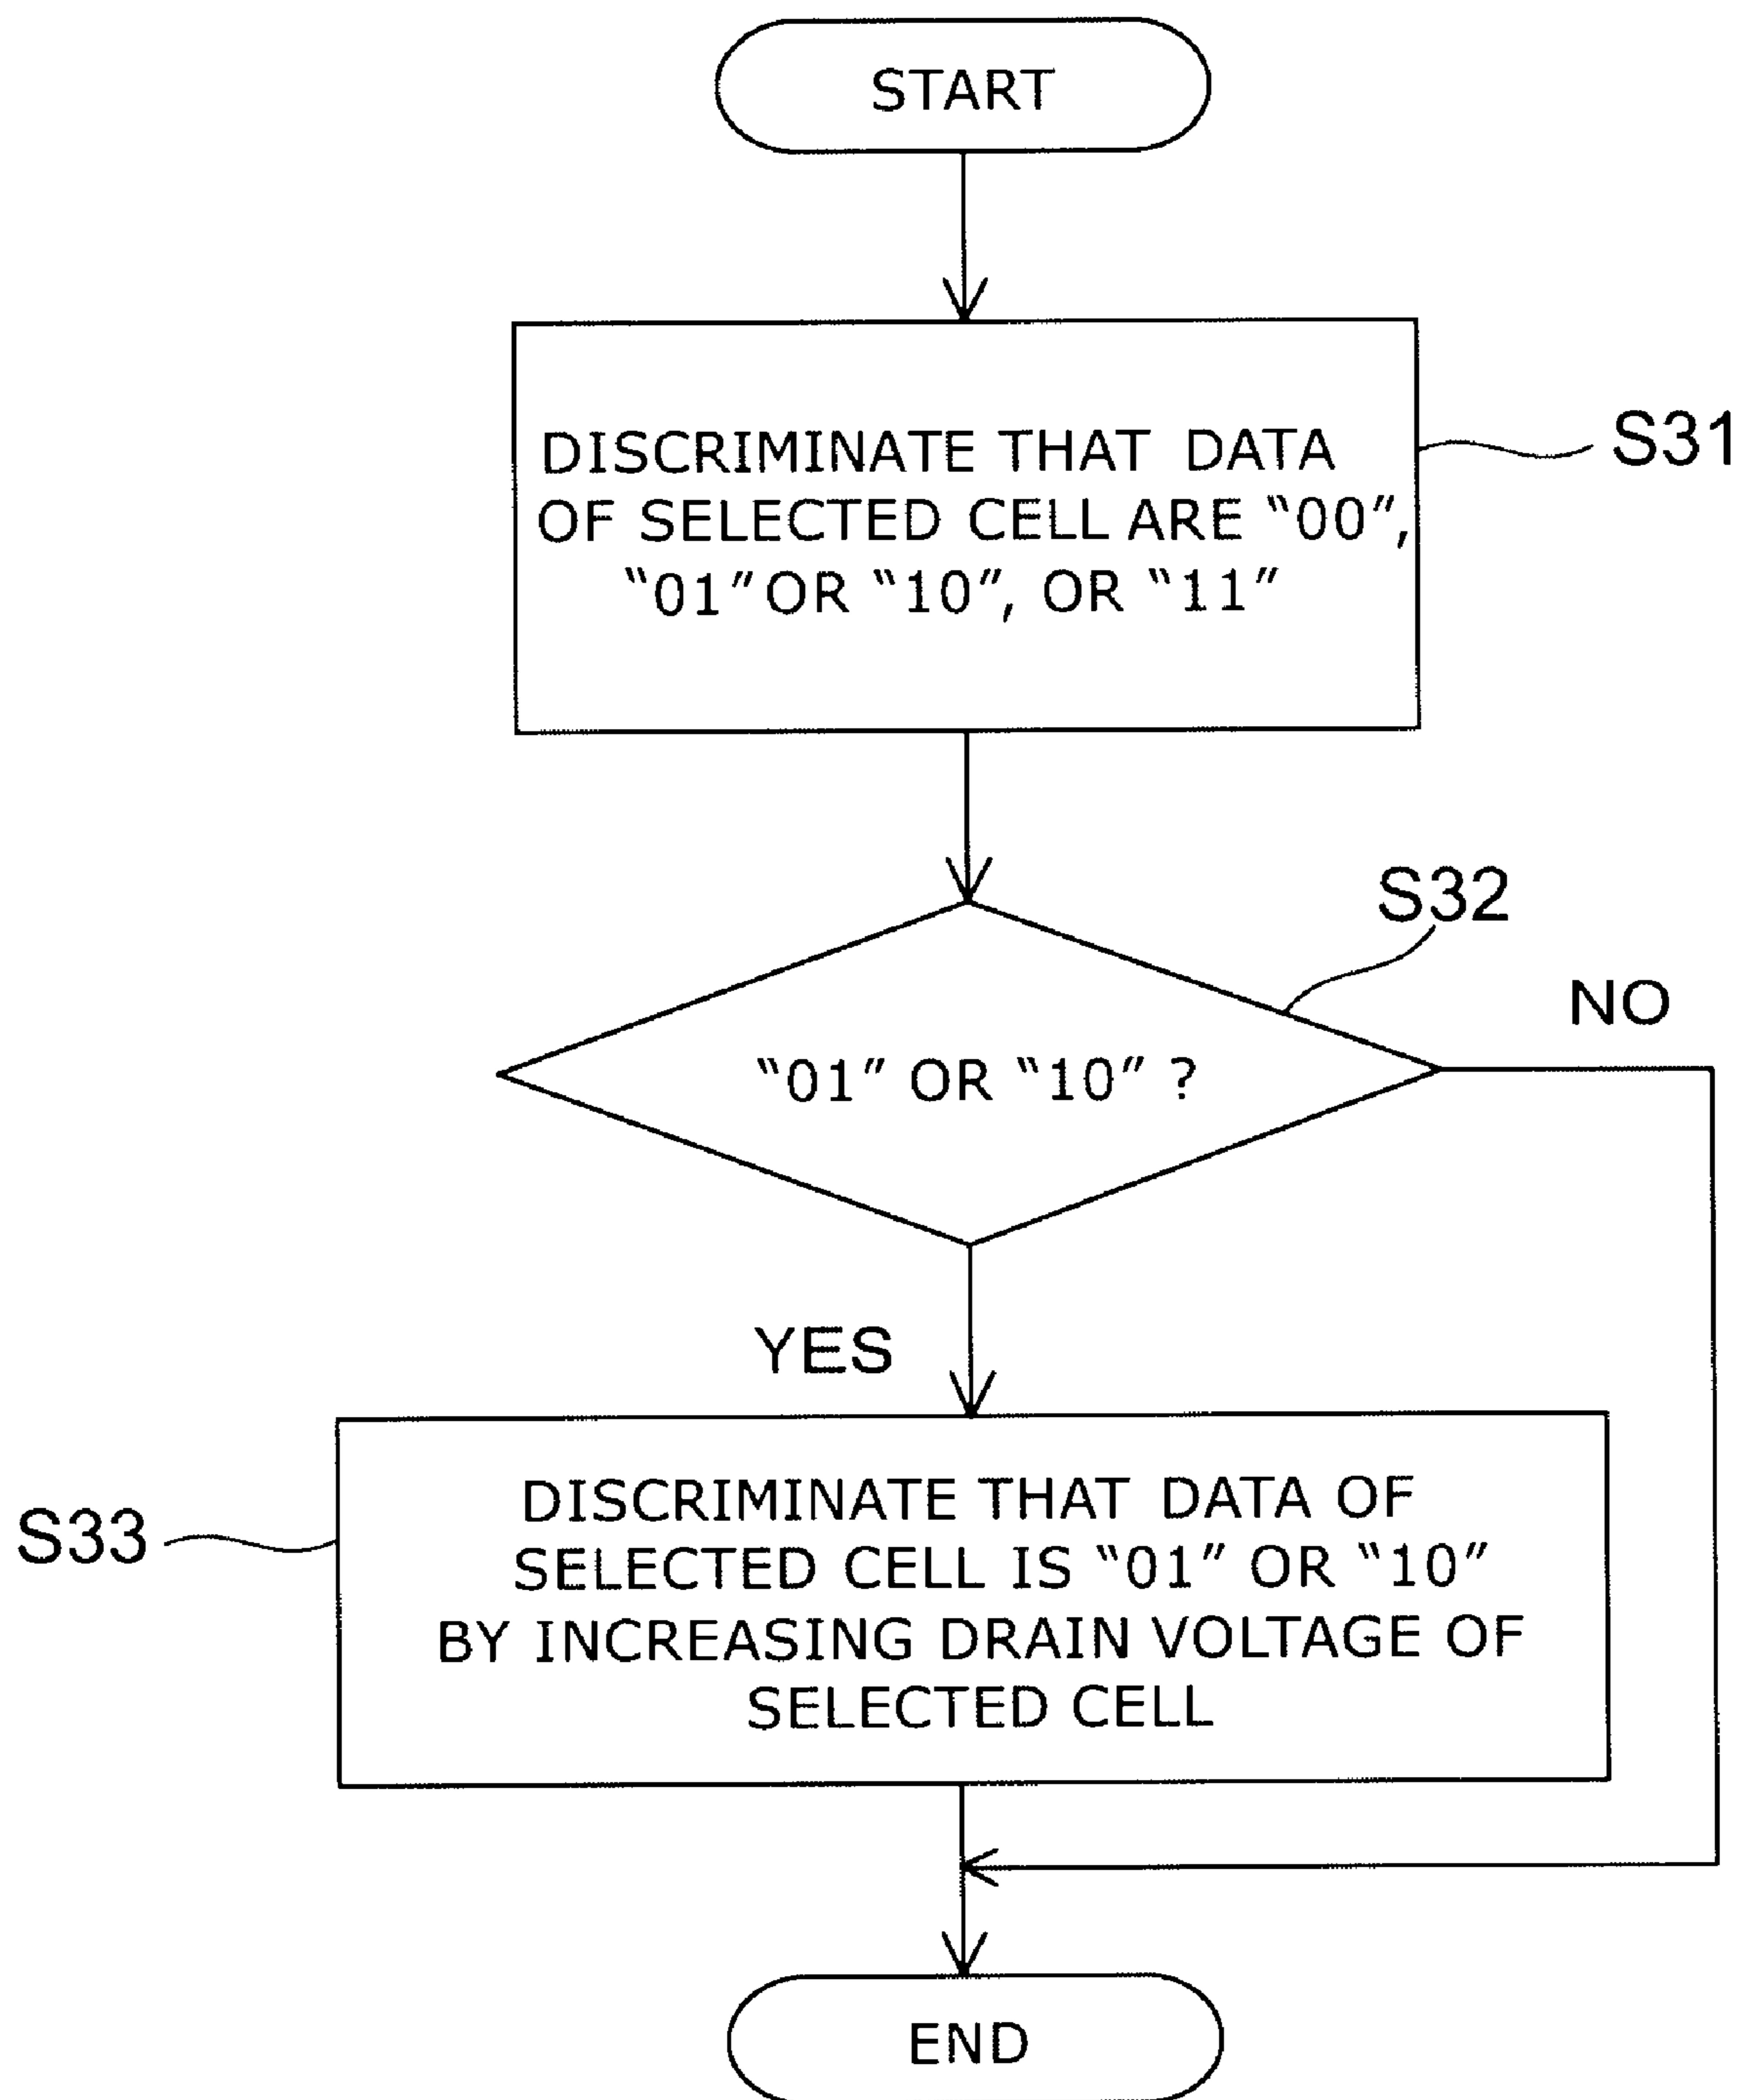 START
DISCRIMINATE THAT DATA
OF SELECTED CELL ARE “00”,
“01” OR “10”, OR “11”
S31
S32
NO
“01” OR “10” ?
YES
S33
DISCRIMINATE THAT DATA OF
SELECTED CELL IS “01” OR “10”
BY INCREASING DRAIN VOLTAGE OF
SELECTED CELL
END